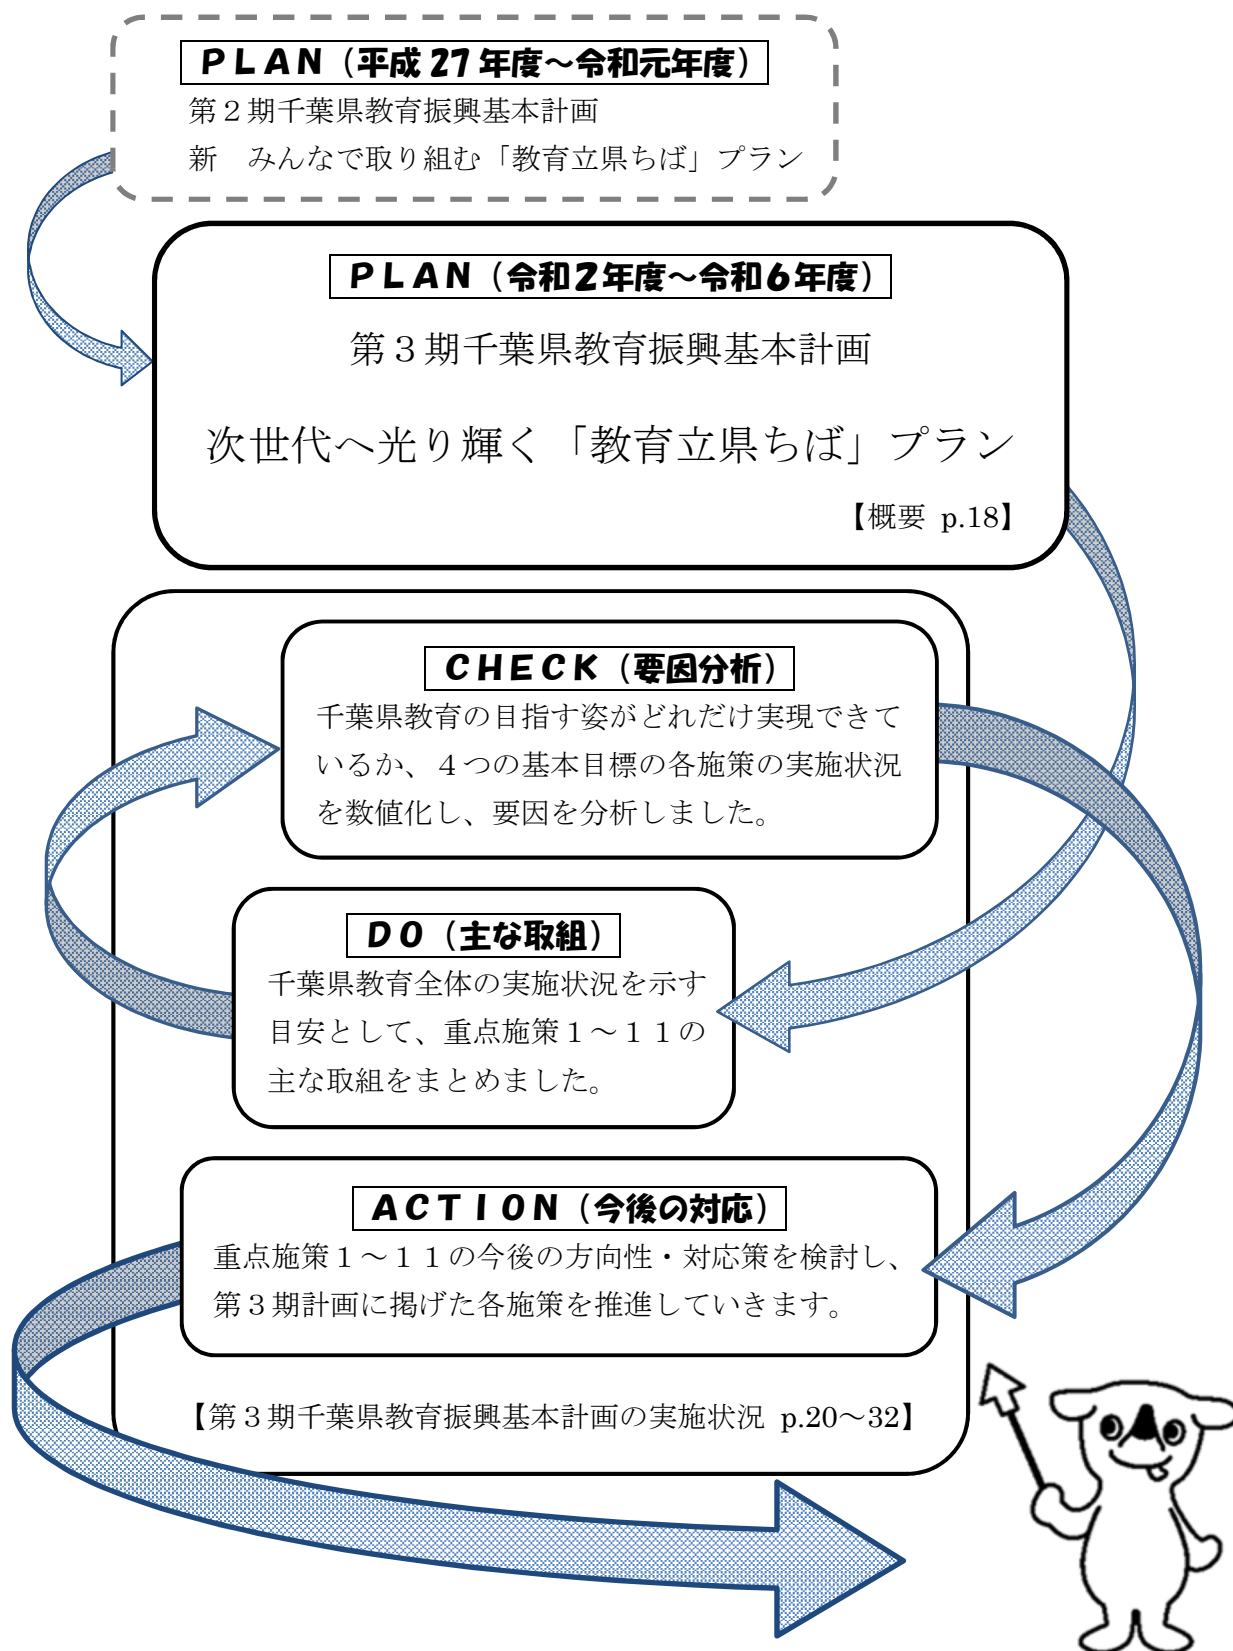 ＰＬＡＮ（平成27年度～令和元年度）
第２期千葉県教育振興基本計画
新　みんなで取り組む「教育立県ちば」プラン
ＰＬＡＮ（令和2年度～令和6年度）
第３期千葉県教育振興基本計画
次世代へ光り輝く「教育立県ちば」プラン
【概要 p.18】
ＣＨＥＣＫ（要因分析）
千葉県教育の目指す姿がどれだけ実現できて
いるか、４つの基本目標の各施策の実施状況
を数値化し、要因を分析しました。
ＤＯ（主な取組）
千葉県教育全体の実施状況を示す
目安として、重点施策１～１１の
主な取組をまとめました。
ＡＣＴＩＯＮ（今後の対応）
重点施策１～１１の今後の方向性・対応策を検討し、
第３期計画に掲げた各施策を推進していきます。
【第３期千葉県教育振興基本計画の実施状況 p.20～32】